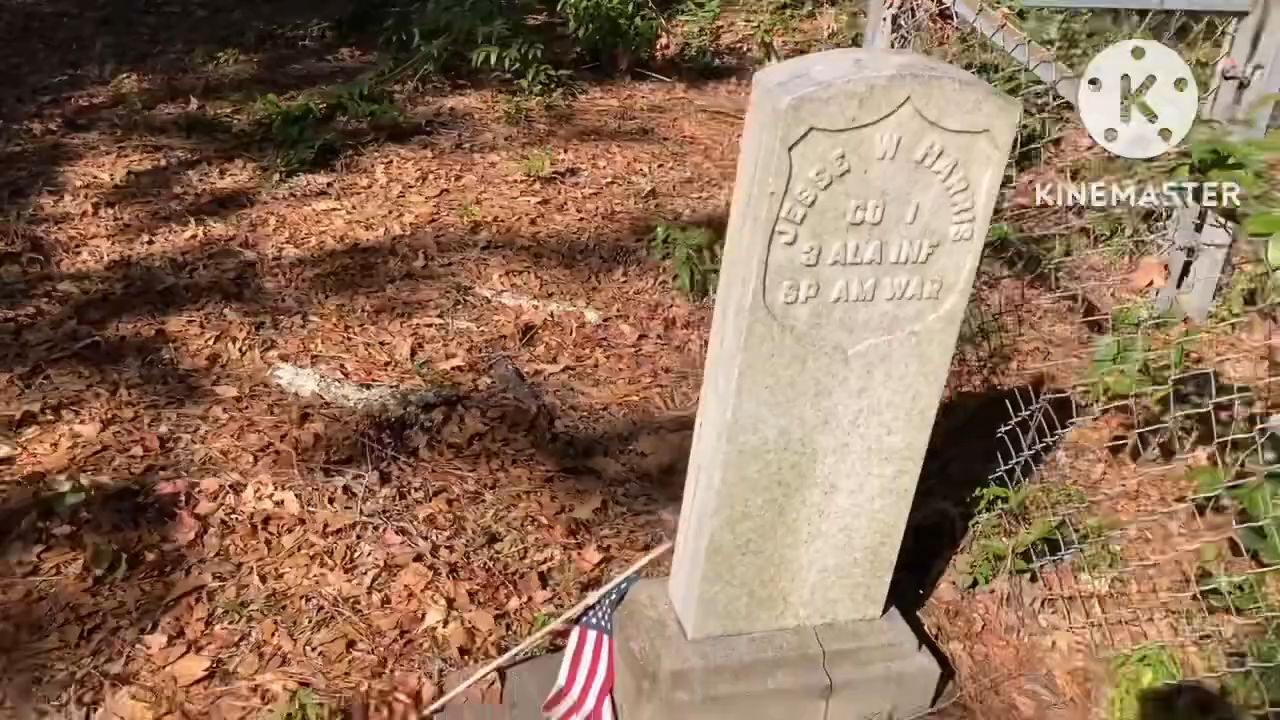 JESSE W HARRIS
CO I
3 ALA INF
SP AM WAR
K
KINEMASTER